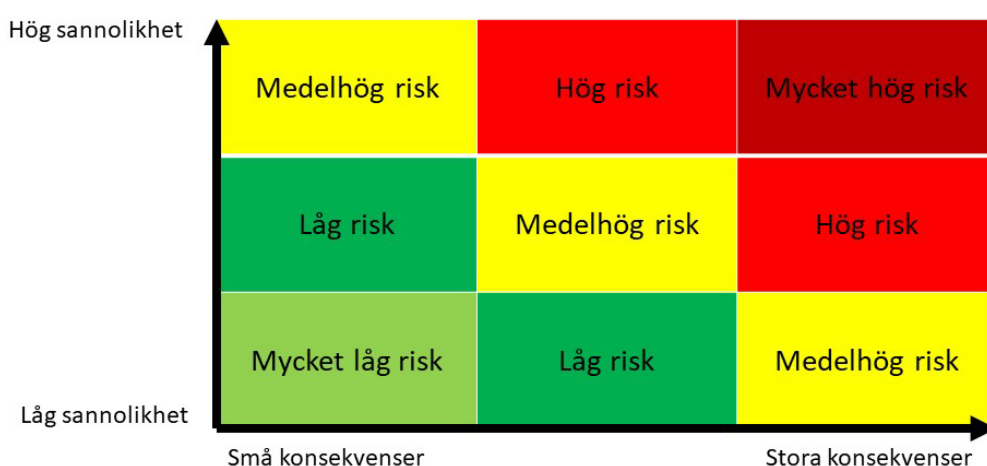 Hög sannolikhet
Medelhög risk
Hög risk
Mycket hög risk
Låg risk
Medelhög risk
Hög risk
Mycket låg risk
Låg risk
Medelhög risk
Låg sannolikhet
Små konsekvenser
Stora konsekvenser